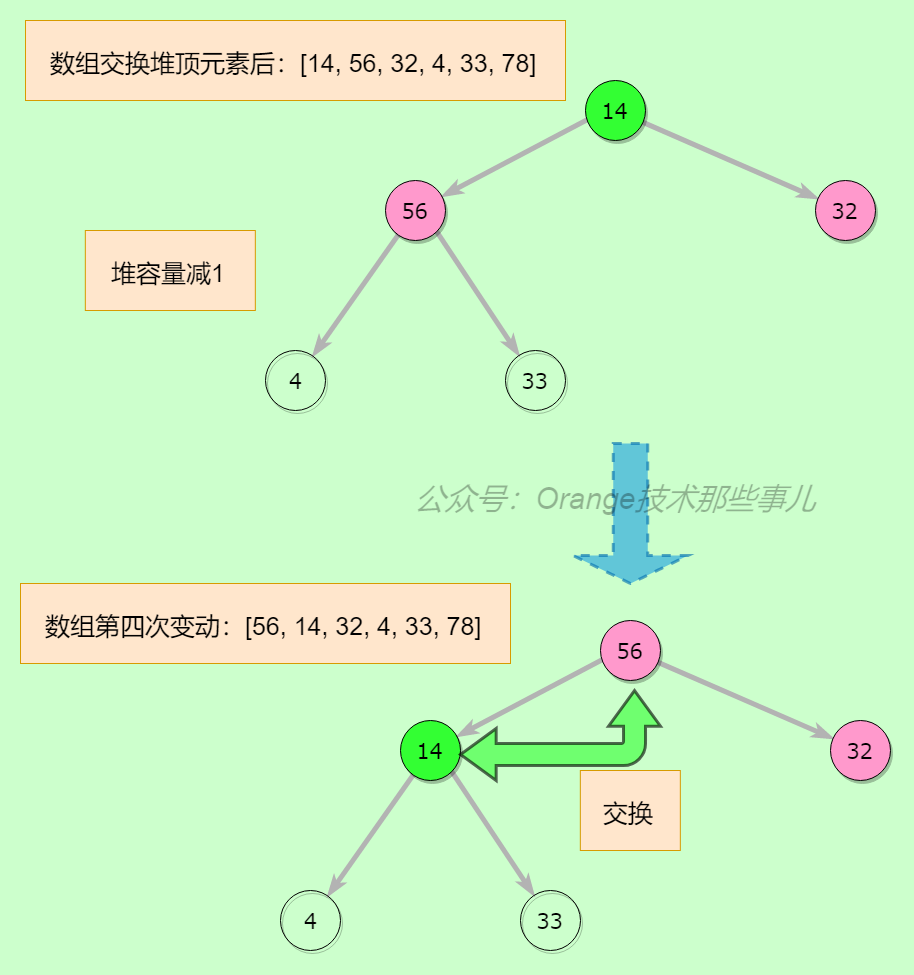 数组交换堆顶元素后：[14, 56, 32, 4, 33, 78]
14
56
32
堆容量减1
4
33
公众号：Orange技术那些事儿
数组第四次变动：[56, 14, 32, 4, 33, 78]
56
14
32
交换
4
33